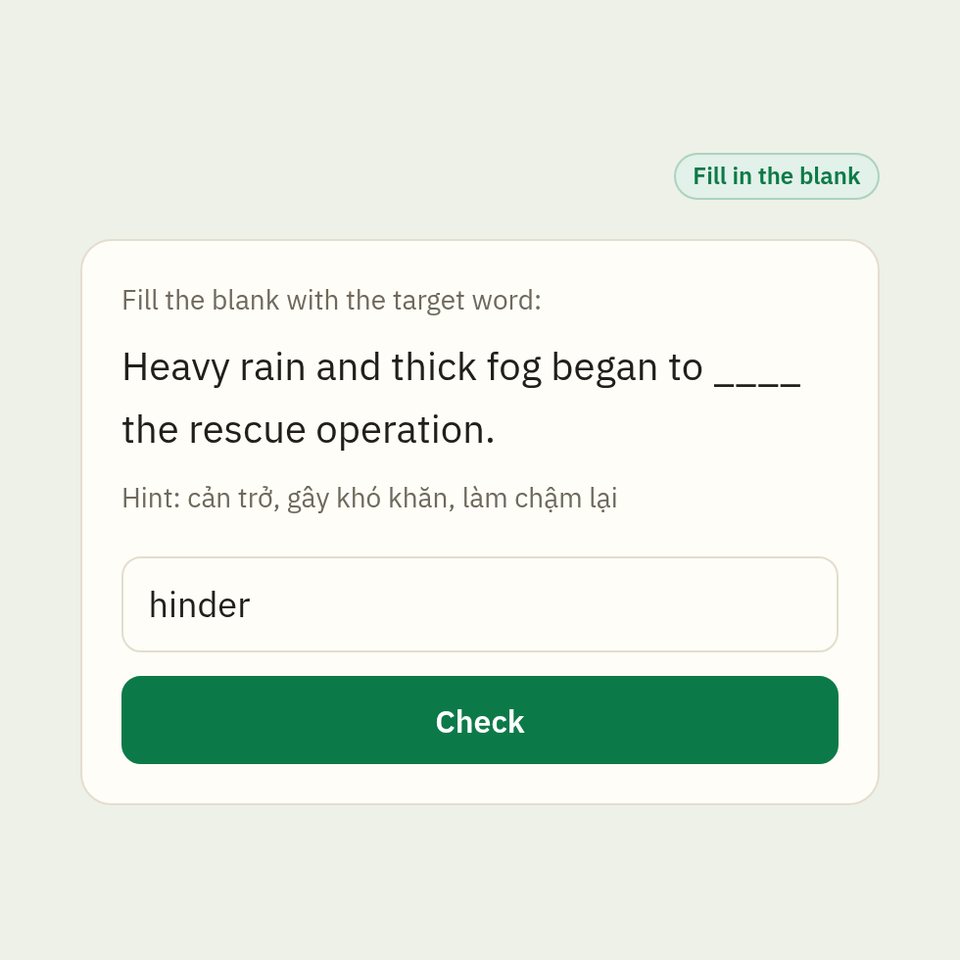 Fill in the blank
Fill the blank with the target word:
Heavy rain and thick fog began to ____
the rescue operation.
Hint: cản trở, gây khó khăn, làm chậm lại
hinder
Check